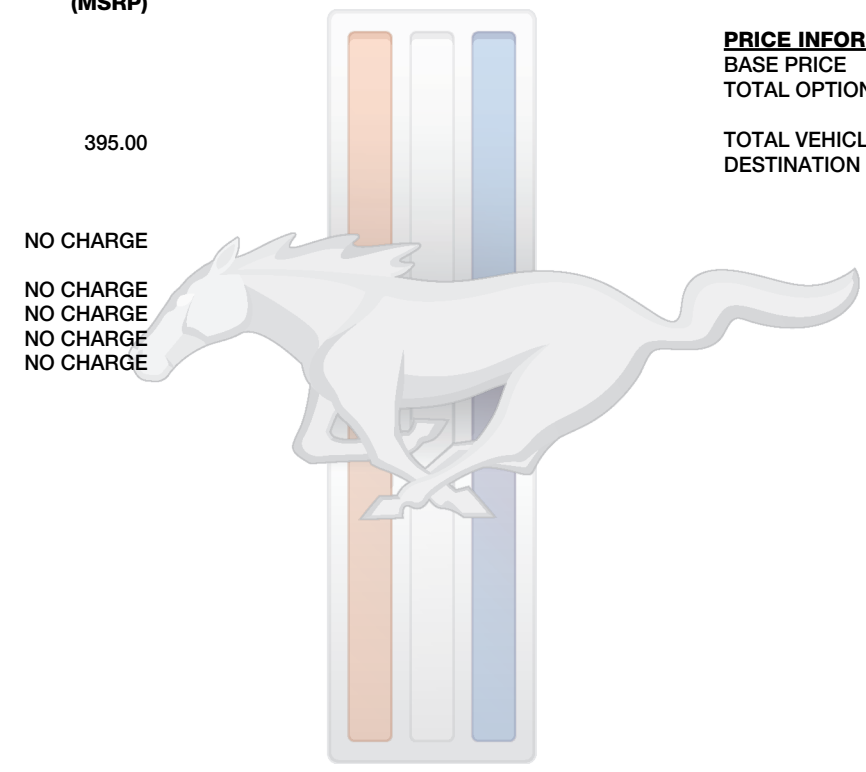 (MSRP)
395.00
NO CHARGE
NO CHARGE
NO CHARGE
NO CHARGE
NO CHARGE
PRICE INFOR
BASE PRICE
TOTAL OPTION
TOTAL VEHICL
DESTINATION